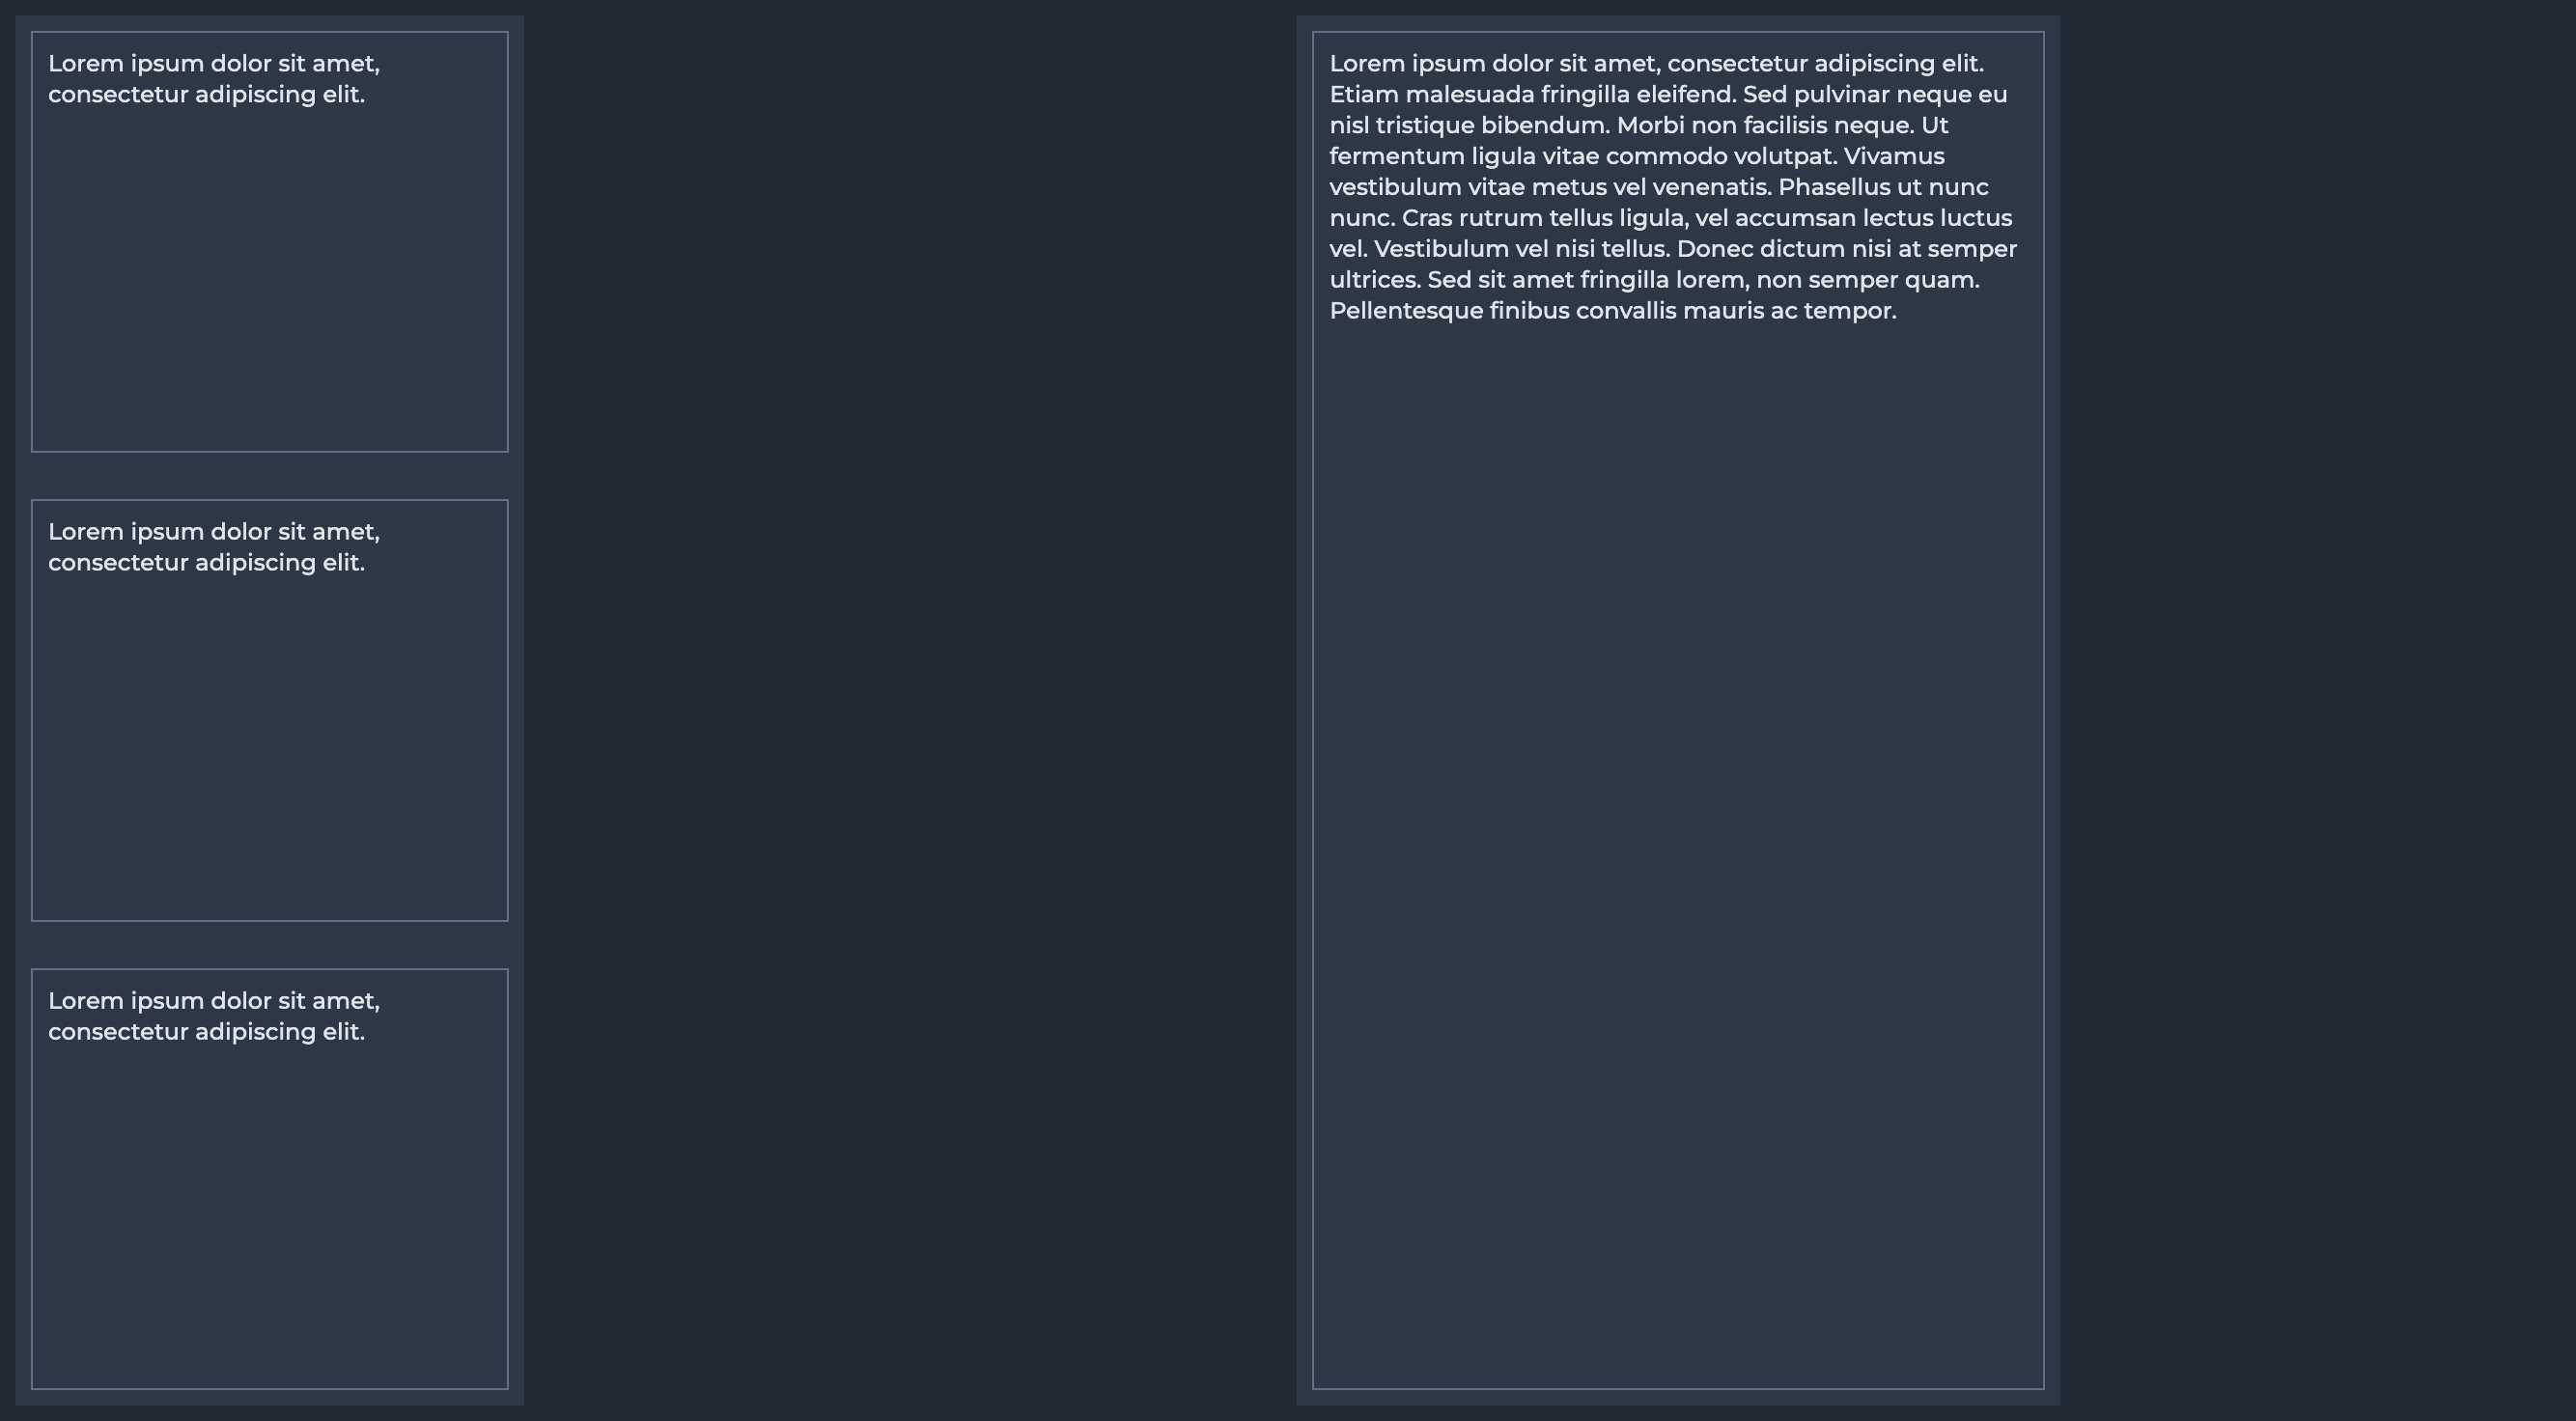 Lorem ipsum dolor sit amet,
consectetur adipiscing elit.
Lorem ipsum dolor sit amet,
consectetur adipiscing elit.
Lorem ipsum dolor sit amet,
consectetur adipiscing elit.
Lorem ipsum dolor sit amet, consectetur adipiscing elit.
Etiam malesuada fringilla eleifend. Sed pulvinar neque eu
nisl tristique bibendum. Morbi non facilisis neque. Ut
fermentum ligula vitae commodo volutpat. Vivamus
vestibulum vitae metus vel venenatis. Phasellus ut nunc
nunc. Cras rutrum tellus ligula, vel accumsan lectus luctus
vel. Vestibulum vel nisi tellus. Donec dictum nisi at semper
ultrices. Sed sit amet fringilla lorem, non semper quam.
Pellentesque finibus convallis mauris ac tempor.